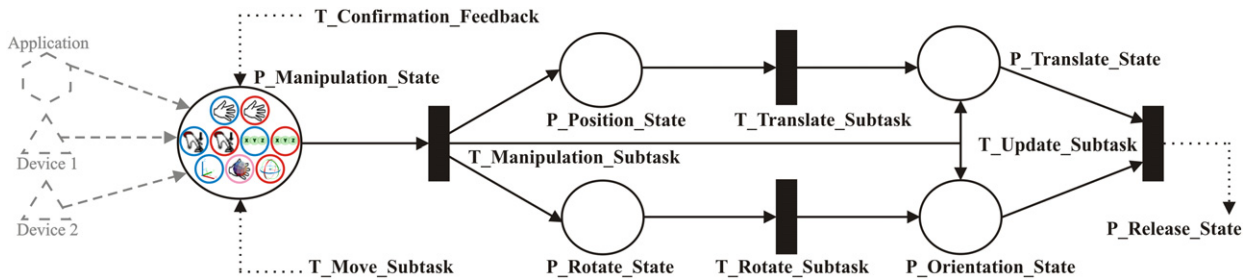 T_Confirmation_Feedback
Application
P_Manipulation_State
P_Translate_State
P_Position_State
T_Translate_Subtask
Device 1
T_Manipulation_Subtask
T_Update_Subtask
Device 2
P_Release_State
T_Move_Subtask
P_Rotate_State
T_Rotate_Subtask
P_Orientation_State